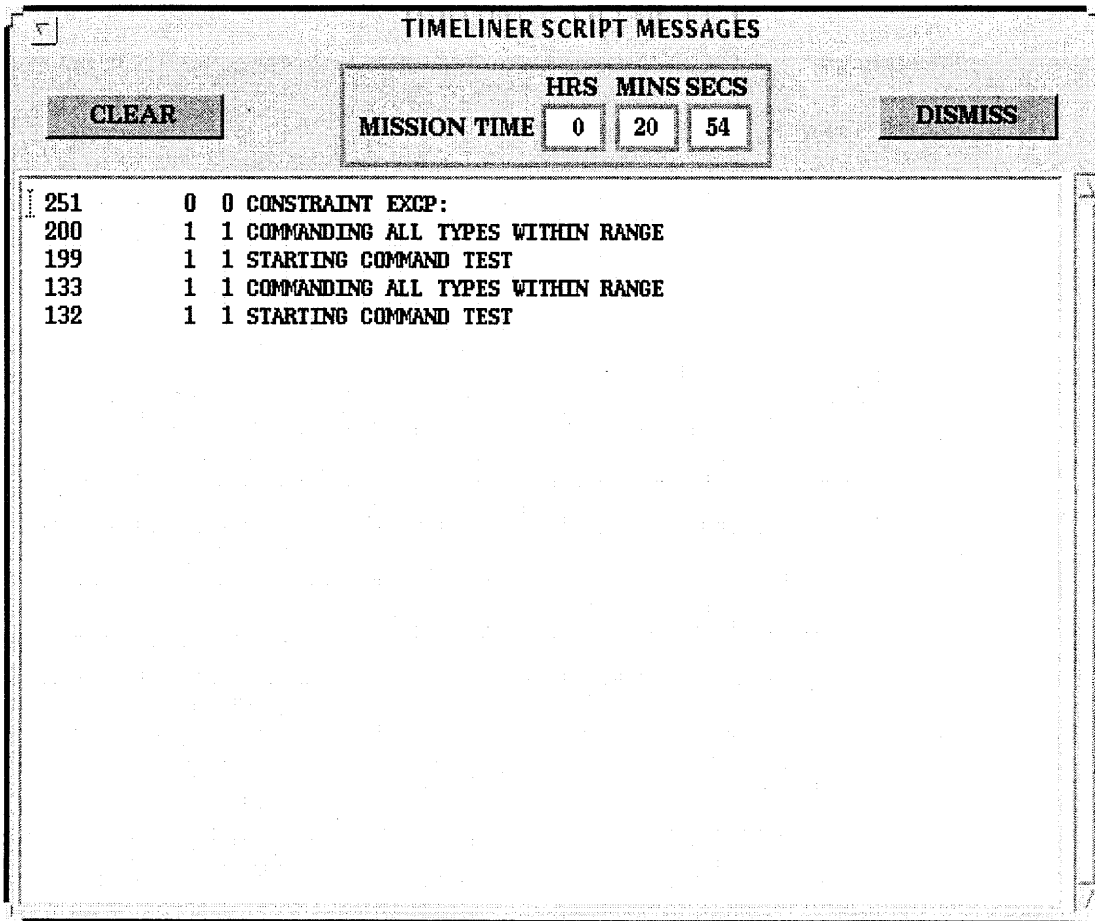 TIMELINER SCRIPT MESSAGES
HRS MINS SECS
CLEAR
MISSION TIME 0 20 54
DISMISS
251 0 0 CONSTRAINT EXCP:
200 1 1 COMMANDING ALL TYPES WITHIN RANGE
199 1 1 STARTING COMMAND TEST
133 1 1 COMMANDING ALL TYPES WITHIN RANGE
132 1 1 STARTING COMMAND TEST